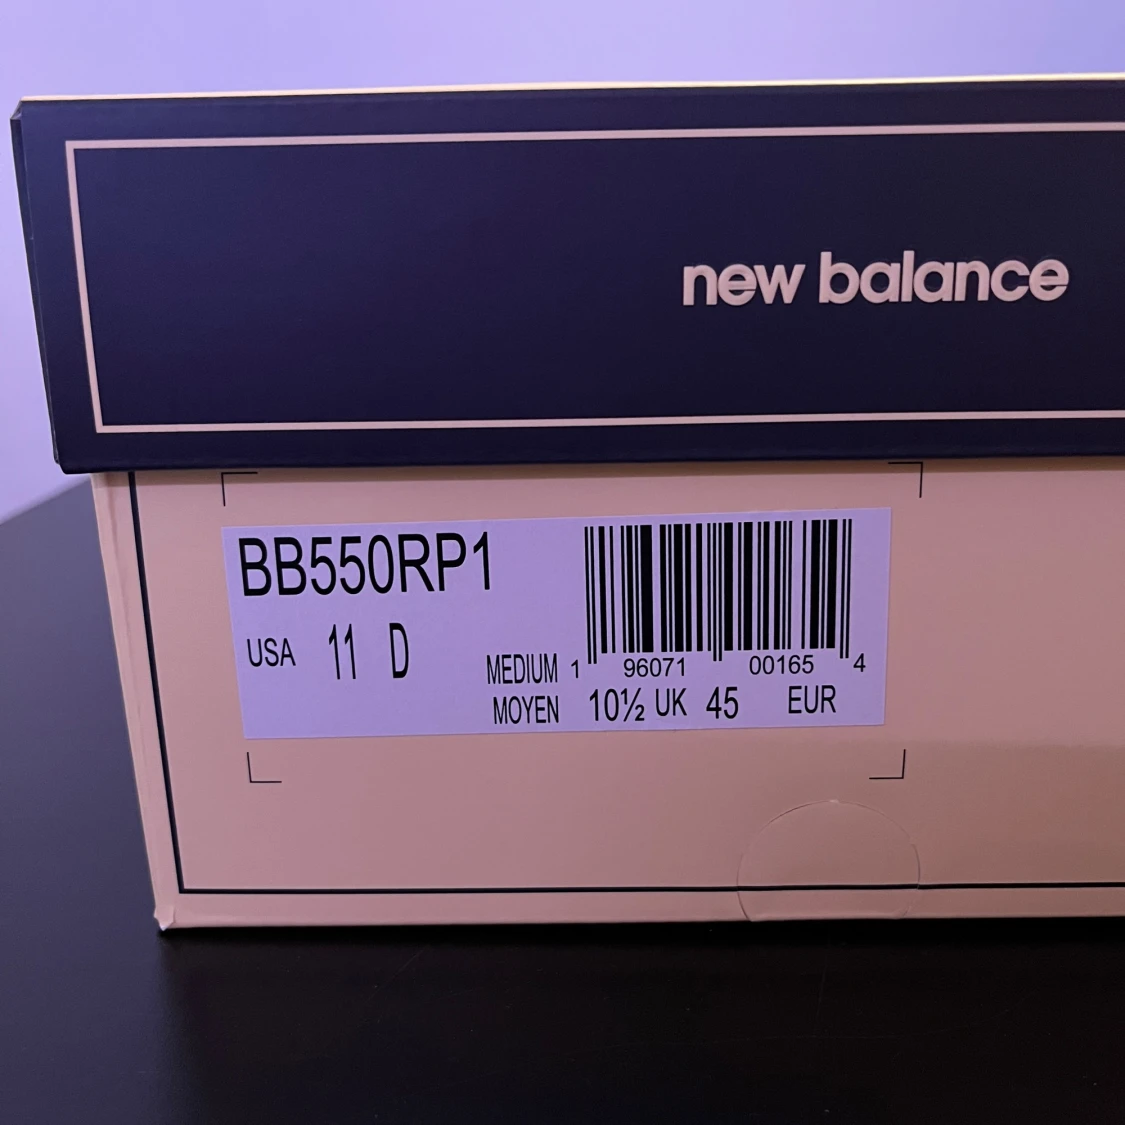 new balance
BB550RP1
USA 11 D
MEDIUM 1 96071 00165 4
MOYEN 10½ UK 45 EUR